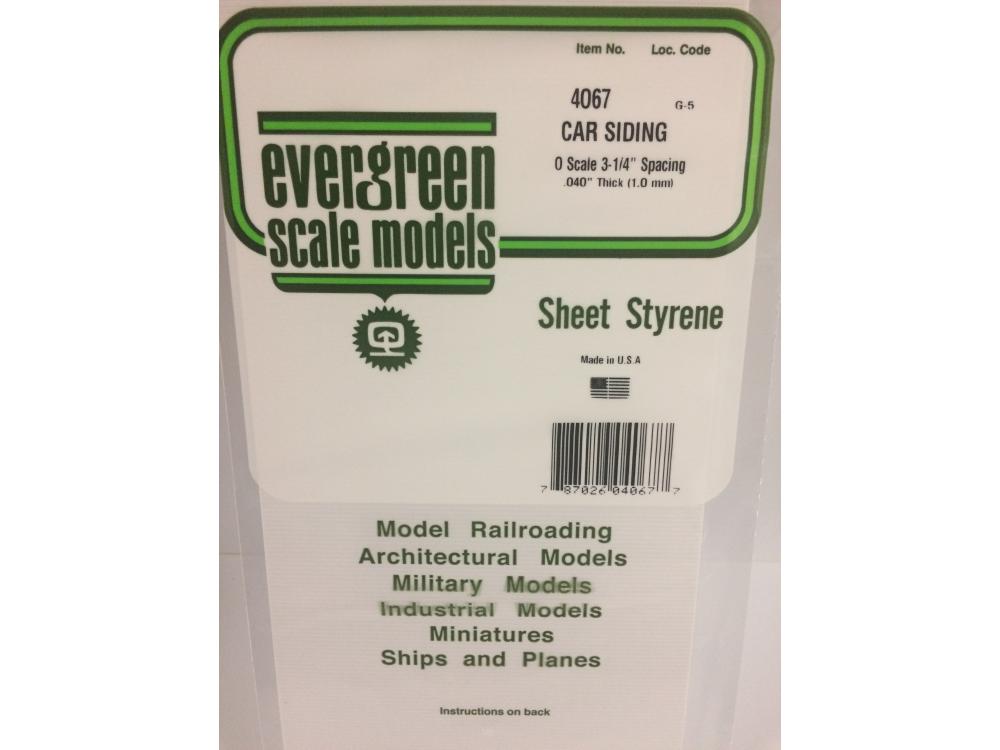 Item No. Loc. Code
4067 G-5
CAR SIDING
O Scale 3-1/4" Spacing
.040" Thick (1.0 mm)
evergreen
scale models
Sheet Styrene
Made in U.S.A
7 87026 04067 7
Model Railroading
Architectural Models
Military Models
Industrial Models
Miniatures
Ships and Planes
Instructions on back